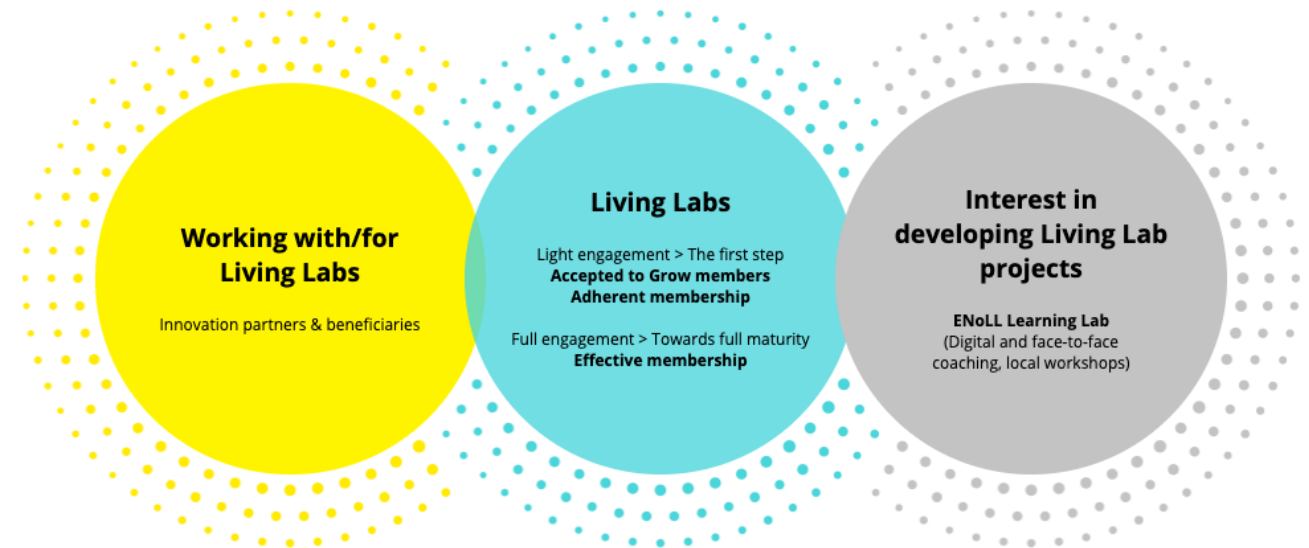 Working with/for
Living Labs
Innovation partners & beneficiaries
Living Labs
Light engagement > The first step
Accepted to Grow members
Adherent membership
Full engagement > Towards full maturity
Effective membership
Interest in
developing Living Lab
projects
ENoLL Learning Lab
(Digital and face-to-face
coaching, local workshops)